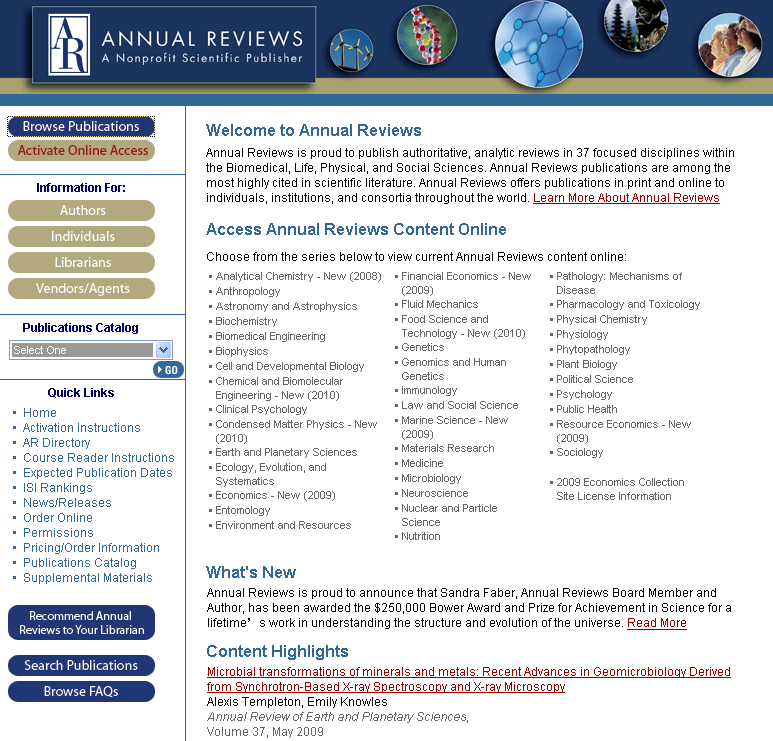 ANNUAL REVIEWS
A Nonprofit Scientific Publisher
Browse Publications
Activate Online Access
Information For:
Authors
Individuals
Librarians
Vendors/Agents
Publications Catalog
Select One
GO
Quick Links
• Home
• Activation Instructions
• AR Directory
• Course Reader Instructions
• Expected Publication Dates
• ISI Rankings
• News/Releases
• Order Online
• Permissions
• Pricing/Order Information
• Publications Catalog
• Supplemental Materials
Recommend Annual
Reviews to Your Librarian
Search Publications
Browse FAQs
Welcome to Annual Reviews
Annual Reviews is proud to publish authoritative, analytic reviews in 37 focused disciplines within
the Biomedical, Life, Physical, and Social Sciences. Annual Reviews publications are among the
most highly cited in scientific literature. Annual Reviews offers publications in print and online to
individuals, institutions, and consortia throughout the world. Learn More About Annual Reviews
Access Annual Reviews Content Online
Choose from the series below to view current Annual Reviews content online:
▪ Analytical Chemistry - New (2008)
▪ Anthropology
▪ Astronomy and Astrophysics
▪ Biochemistry
▪ Biomedical Engineering
▪ Biophysics
▪ Cell and Developmental Biology
▪ Chemical and Biomolecular
Engineering - New (2010)
▪ Clinical Psychology
▪ Condensed Matter Physics - New
(2010)
▪ Earth and Planetary Sciences
▪ Ecology, Evolution, and
Systematics
▪ Economics - New (2009)
▪ Entomology
▪ Environment and Resources
▪ Financial Economics - New
(2009)
▪ Fluid Mechanics
▪ Food Science and
Technology - New (2010)
▪ Genetics
▪ Genomics and Human
Genetics
▪ Immunology
▪ Law and Social Science
▪ Marine Science - New
(2009)
▪ Materials Research
▪ Medicine
▪ Microbiology
▪ Neuroscience
▪ Nuclear and Particle
Science
▪ Nutrition
▪ Pathology: Mechanisms of
Disease
▪ Pharmacology and Toxicology
▪ Physical Chemistry
▪ Physiology
▪ Phytopathology
▪ Plant Biology
▪ Political Science
▪ Psychology
▪ Public Health
▪ Resource Economics - New
(2009)
▪ Sociology
▪ 2009 Economics Collection
Site License Information
What's New
Annual Reviews is proud to announce that Sandra Faber, Annual Reviews Board Member and
Author, has been awarded the $250,000 Bower Award and Prize for Achievement in Science for a
lifetime’s work in understanding the structure and evolution of the universe. Read More
Content Highlights
Microbial transformations of minerals and metals: Recent Advances in Geomicrobiology Derived
from Synchrotron-Based X-ray Spectroscopy and X-ray Microscopy
Alexis Templeton, Emily Knowles
Annual Review of Earth and Planetary Sciences,
Volume 37, May 2009